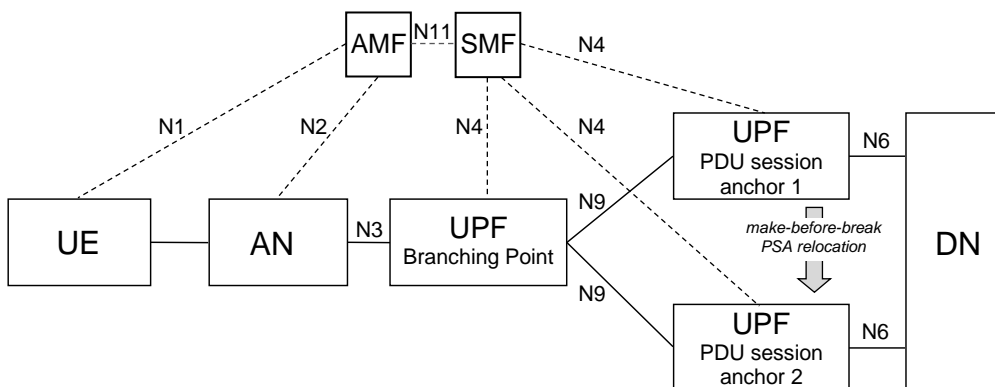 AMF
N11
SMF
N4
N1
N2
N4
N4
UPF
PDU session
anchor 1
N6
UE
AN
N3
UPF
Branching Point
N9
make-before-break
PSA relocation
DN
N9
UPF
PDU session
anchor 2
N6